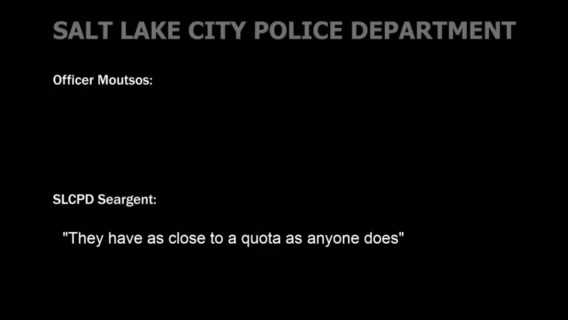 SALT LAKE CITY POLICE DEPARTMENT
Officer Moutsos:
SLCPD Seargent:
"They have as close to a quota as anyone does"